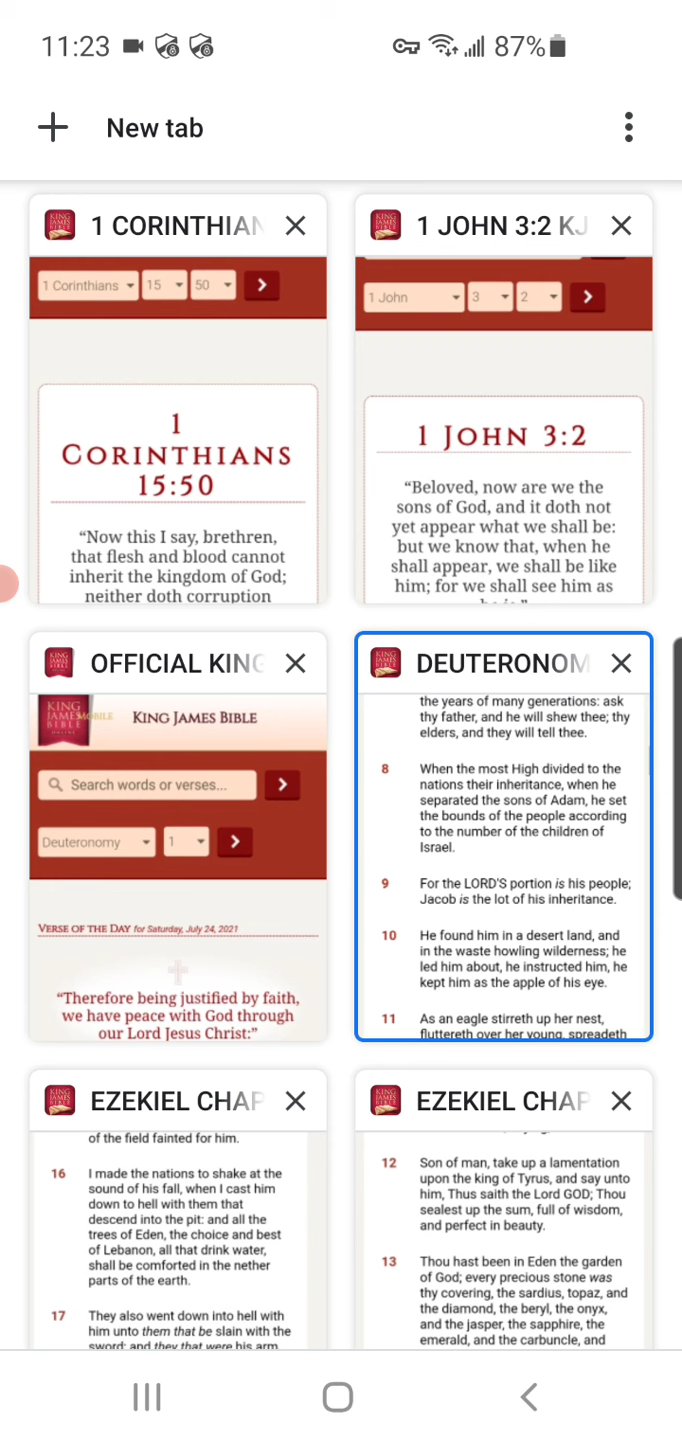 11:23
87%
New tab
1 CORINTHIAN
1 Corinthians 15 50
1
CORINTHIANS
15:50
“Now this I say, brethren,
that flesh and blood cannot
inherit the kingdom of God;
neither doth corruption
1 JOHN 3:2 KJ
1 John 3 2
1 JOHN 3:2
“Beloved, now are we the
sons of God, and it doth not
yet appear what we shall be:
but we know that, when he
shall appear, we shall be like
him; for we shall see him as
he is.”
OFFICIAL KING
KING
JAMES
BIBLE
ONLINE
MOBILE
KING JAMES BIBLE
Search words or verses...
Deuteronomy 1
VERSE OF THE DAY for Saturday, July 24, 2021
“Therefore being justified by faith,
we have peace with God through
our Lord Jesus Christ:”
DEUTERONOM
the years of many generations: ask
thy father, and he will shew thee; thy
elders, and they will tell thee.
8 When the most High divided to the
nations their inheritance, when he
separated the sons of Adam, he set
the bounds of the people according
to the number of the children of
Israel.
9 For the LORD'S portion is his people;
Jacob is the lot of his inheritance.
10 He found him in a desert land, and
in the waste howling wilderness; he
led him about, he instructed him, he
kept him as the apple of his eye.
11 As an eagle stirreth up her nest,
fluttereth over her young, spreadeth
EZEKIEL CHAP
of the field fainted for him.
16 I made the nations to shake at the
sound of his fall, when I cast him
down to hell with them that
descend into the pit: and all the
trees of Eden, the choice and best
of Lebanon, all that drink water,
shall be comforted in the nether
parts of the earth.
17 They also went down into hell with
him unto them that be slain with the
sword; and they that were his arm,
EZEKIEL CHAP
12 Son of man, take up a lamentation
upon the king of Tyrus, and say unto
him, Thus saith the Lord GOD; Thou
sealest up the sum, full of wisdom,
and perfect in beauty.
13 Thou hast been in Eden the garden
of God; every precious stone was
thy covering, the sardius, topaz, and
the diamond, the beryl, the onyx,
and the jasper, the sapphire, the
emerald, and the carbuncle, and